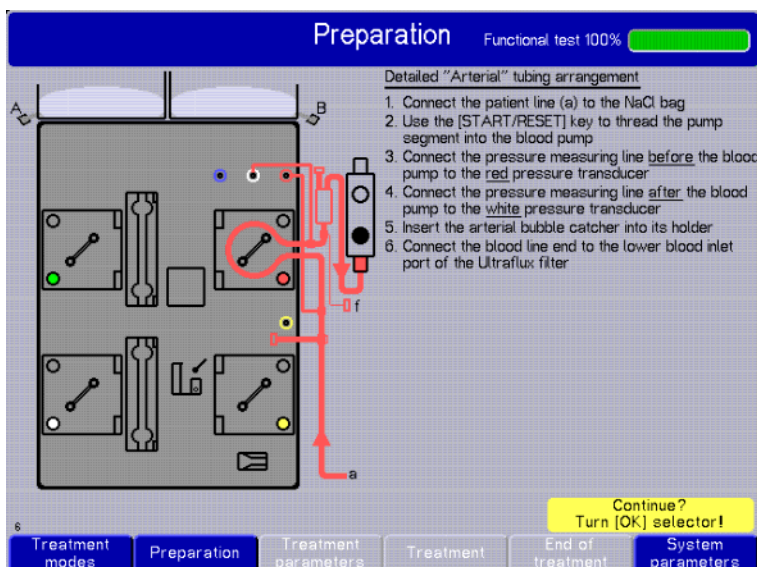 Preparation
Functional test 100%
Detailed "Arterial" tubing arrangement
1. Connect the patient line (a) to the NaCl bag
2. Use the [START/RESET] key to thread the pump
segment into the blood pump
3. Connect the pressure measuring line before the blood
pump to the red pressure transducer
4. Connect the pressure measuring line after the blood
pump to the white pressure transducer
5. Insert the arterial bubble catcher into its holder
6. Connect the blood line end to the lower blood inlet
port of the Ultraflux filter
A
B
f
a
Continue?
Turn [OK] selector!
6
Treatment
modes
Preparation
Treatment
parameters
Treatment
End of
treatment
System
parameters